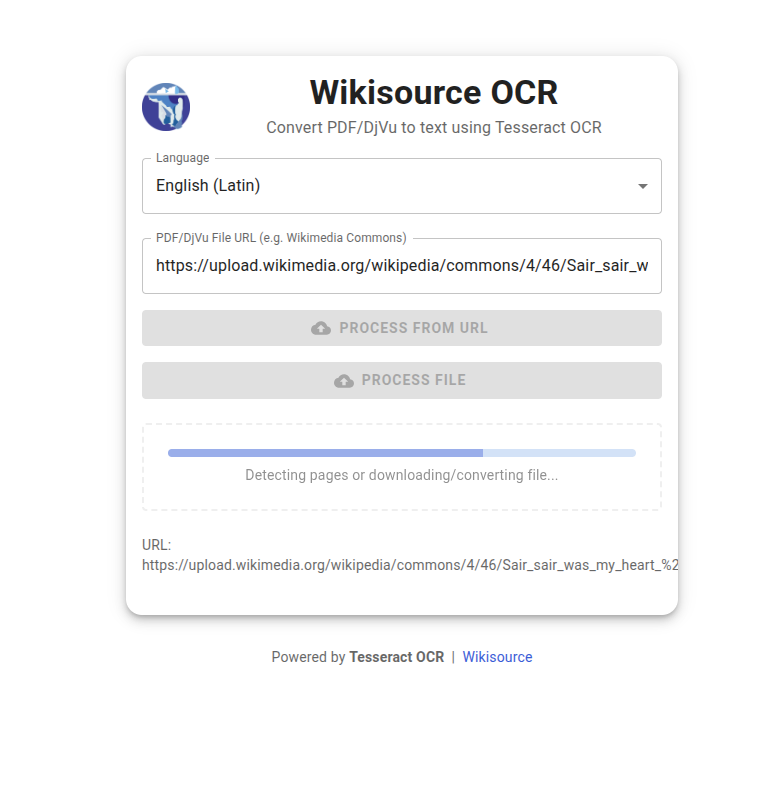 Wikisource OCR
Convert PDF/DjVu to text using Tesseract OCR
Language
English (Latin)
PDF/DjVu File URL (e.g. Wikimedia Commons)
https://upload.wikimedia.org/wikipedia/commons/4/46/Sair_sair_w
PROCESS FROM URL
PROCESS FILE
Detecting pages or downloading/converting file...
URL:
https://upload.wikimedia.org/wikipedia/commons/4/46/Sair_sair_was_my_heart_%2
Powered by Tesseract OCR | Wikisource